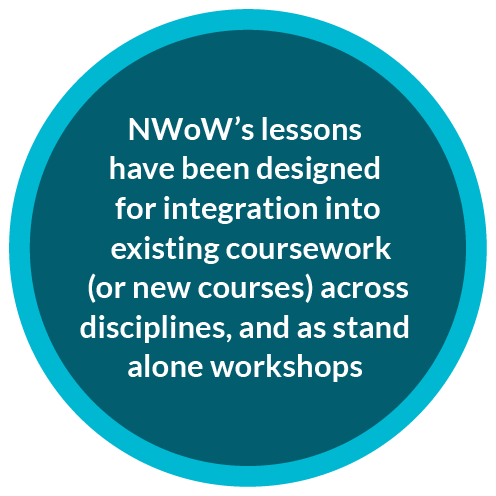 NWoW’s lessons
have been designed
for integration into
existing coursework
(or new courses) across
disciplines, and as stand
alone workshops